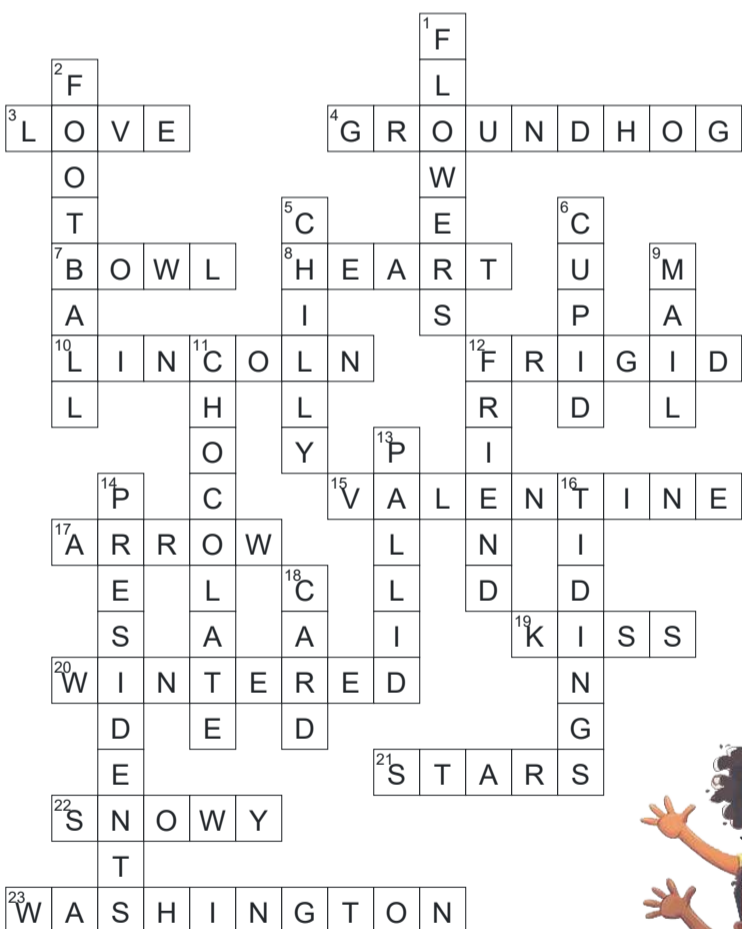 1 F
2 F L
3 L O V E 4 G R O U N D H O G
O W
T 5 C E 6 C
7 B O W L 8 H E A R T U 9 M
A I S P A
10 L I N 11 C O L N 12 F R I G I D
L H L R D L
O Y 13 P I
14 P C 15 V A L E N 16 T I N E
17 A R R O W L N I
E L 18 C L D D
S A A I 19 K I S S
20 W I N T E R E D N
D E D G
E 21 S T A R S
22 S N O W Y
T
23 W A S H I N G T O N